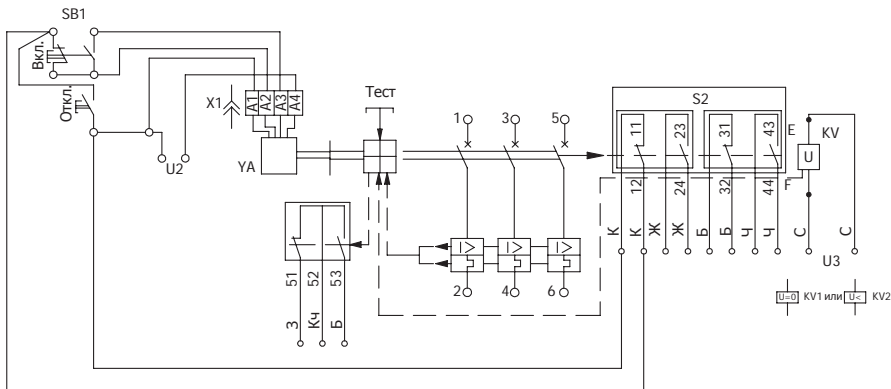 SB1
Вкл.
Откл.
U2
X1
A1
A2
A3
A4
YA
Тест
1
3
5
I>
I>
I>
2
4
6
51
52
53
З
Кч
Б
S2
11
23
31
43
E
KV
U
12
24
32
44
F
К
К
Ж
Ж
Б
Б
Ч
Ч
С
С
U3
U=0 KV1 или U< KV2